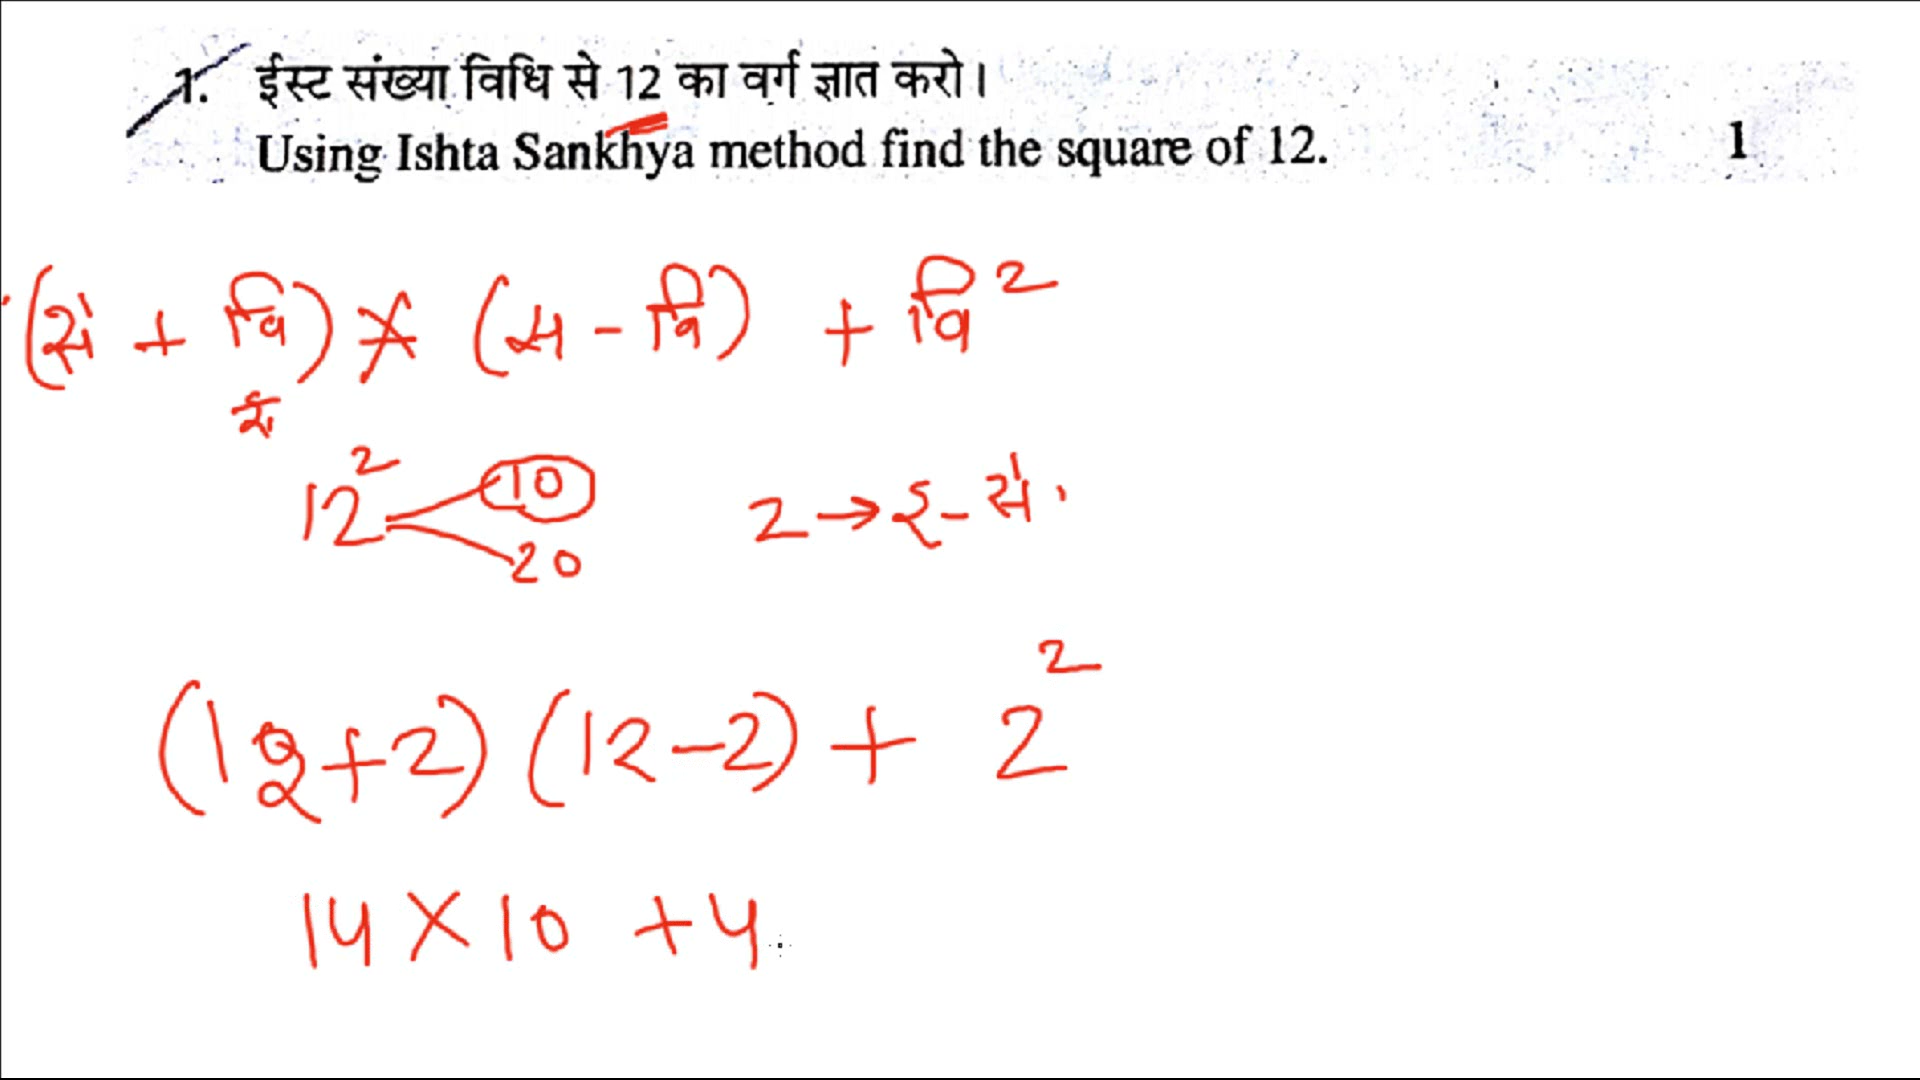 1. ईस्ट संख्या विधि से 12 का वर्ग ज्ञात करो।
Using Ishta Sankhya method find the square of 12. 1
(सं + वि) × (स - वि) + वि²
12² 10 2 → इ - सं.
20
(12+2) (12-2) + 2²
14 × 10 + 4